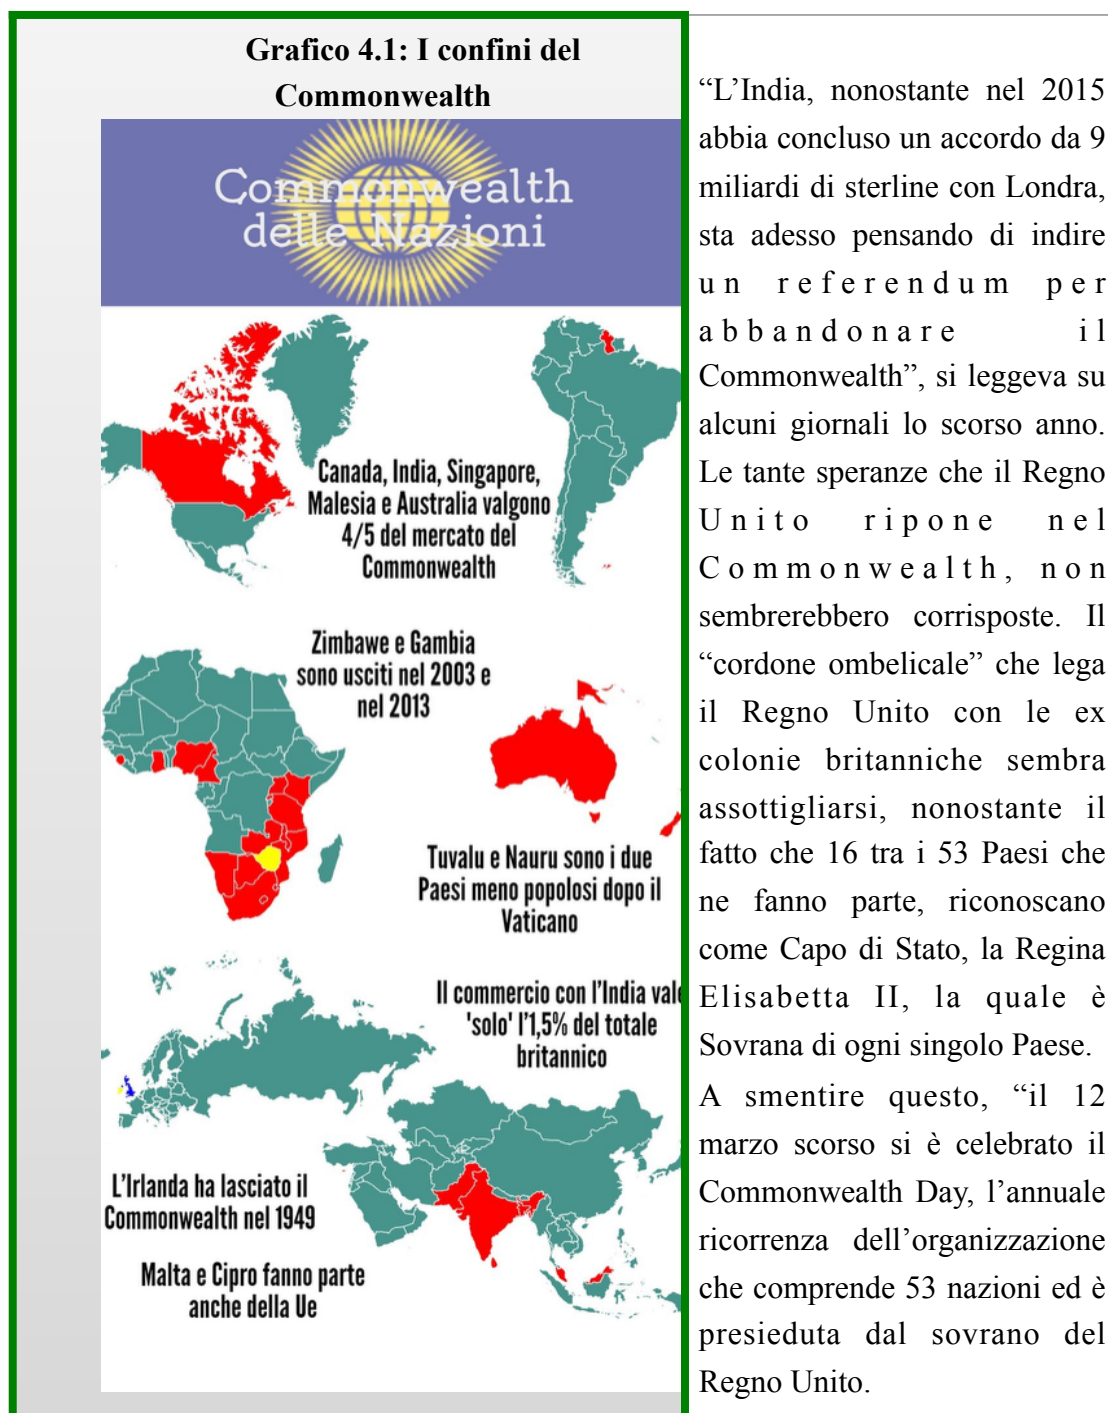 Grafico 4.1: I confini del
Commonwealth
Commonwealth
delle Nazioni
Canada, India, Singapore,
Malesia e Australia valgono
4/5 del mercato del
Commonwealth
Zimbawe e Gambia
sono usciti nel 2003 e
nel 2013
Tuvalu e Nauru sono i due
Paesi meno popolosi dopo il
Vaticano
Il commercio con l'India vale
'solo' l'1,5% del totale
britannico
L'Irlanda ha lasciato il
Commonwealth nel 1949
Malta e Cipro fanno parte
anche della Ue
“L’India, nonostante nel 2015
abbia concluso un accordo da 9
miliardi di sterline con Londra,
sta adesso pensando di indire
un referendum per
abbandonare il
Commonwealth”, si leggeva su
alcuni giornali lo scorso anno.
Le tante speranze che il Regno
Unito ripone nel
Commonwealth, non
sembrerebbero corrisposte. Il
“cordone ombelicale” che lega
il Regno Unito con le ex
colonie britanniche sembra
assottigliarsi, nonostante il
fatto che 16 tra i 53 Paesi che
ne fanno parte, riconoscano
come Capo di Stato, la Regina
Elisabetta II, la quale è
Sovrana di ogni singolo Paese.
A smentire questo, “il 12
marzo scorso si è celebrato il
Commonwealth Day, l’annuale
ricorrenza dell’organizzazione
che comprende 53 nazioni ed è
presieduta dal sovrano del
Regno Unito.